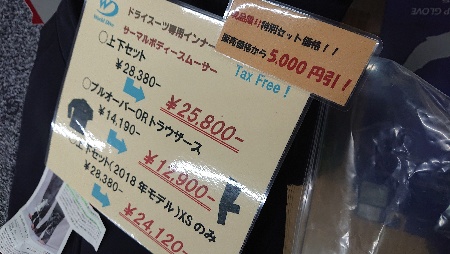 ドライスーツ専用インナー
サーマルボディースムーサー
○上下セット
¥28,380-
¥25,800-
○プルオーバーORトラウザース
¥14,190-
¥12,900-
上下セット(2018年モデル)XSのみ
¥28,380-
¥24,120-
特別セット価格!!
販売価格から5,000円引!
Tax Free!